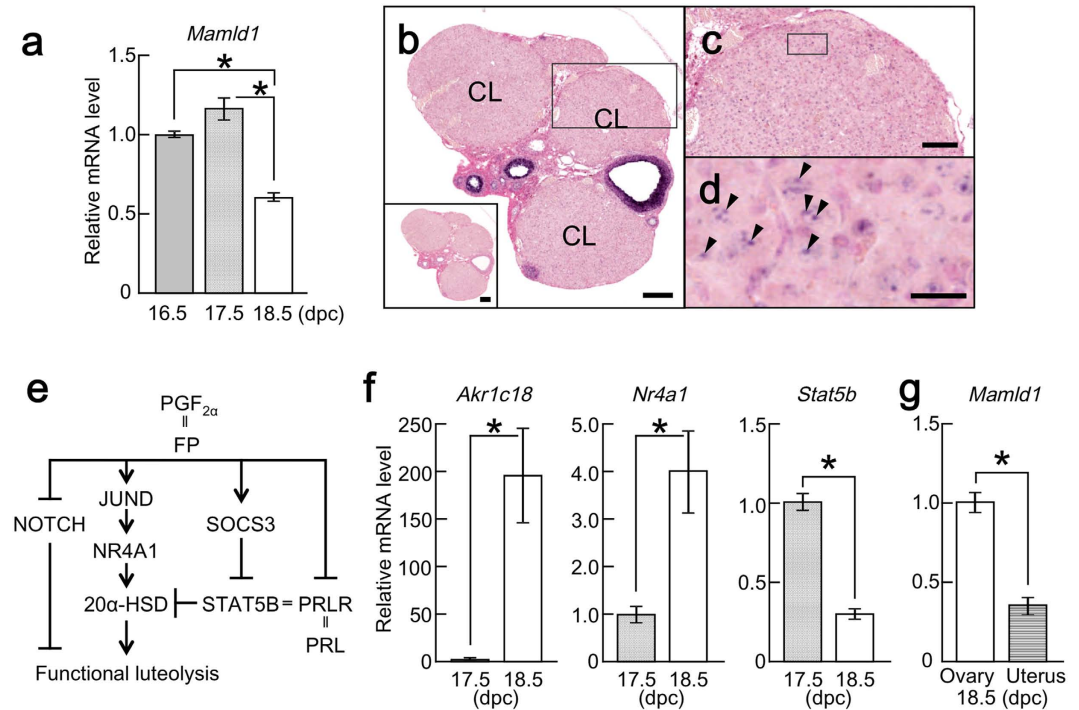 a
Mamld1
Relative mRNA level
1.5
1.0
0.5
0
*
*
16.5 17.5 18.5 (dpc)
b
CL
CL
CL
c
d
e
PGF2α
=
FP
JUND
NOTCH
SOCS3
NR4A1
20α-HSD STAT5B = PRLR
=
PRL
Functional luteolysis
f
Relative mRNA level
Akr1c18
250
200
150
100
50
0
*
17.5 18.5
(dpc)
Nr4a1
5.0
4.0
3.0
2.0
1.0
0
*
17.5 18.5
(dpc)
Stat5b
1.5
1.0
0.5
0
*
17.5 18.5
(dpc)
g
Mamld1
1.5
1.0
0.5
0
*
Ovary Uterus
18.5 (dpc)